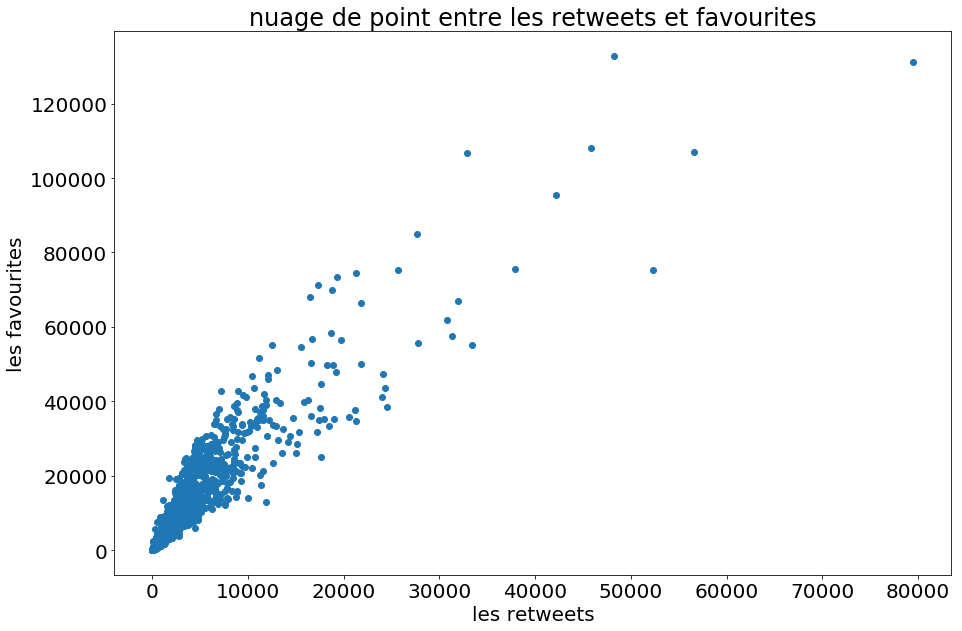 nuage de point entre les retweets et favourites
120000
100000
80000
60000
40000
20000
0
les favourites
0 10000 20000 30000 40000 50000 60000 70000 80000
les retweets